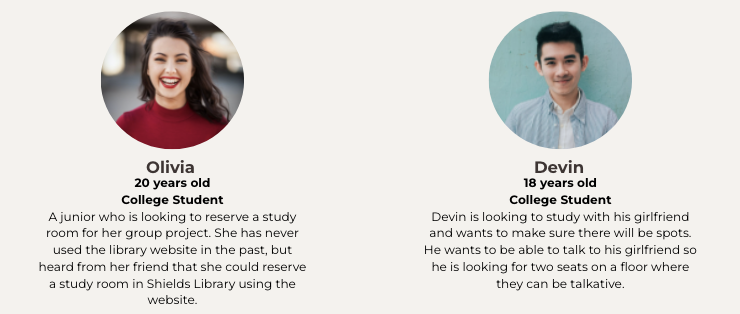 Olivia
20 years old
College Student
A junior who is looking to reserve a study
room for her group project. She has never
used the library website in the past, but
heard from her friend that she could reserve
a study room in Shields Library using the
website.
Devin
18 years old
College Student
Devin is looking to study with his girlfriend
and wants to make sure there will be spots.
He wants to be able to talk to his girlfriend so
he is looking for two seats on a floor where
they can be talkative.